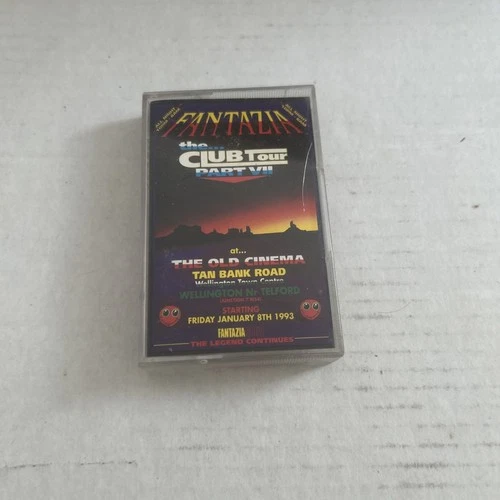 FANTAZIA
the...
CLUB Tour
PART VII
at...
THE OLD CINEMA
TAN BANK ROAD
Wellington Town Centre
WELLINGTON Nr TELFORD
STARTING
FRIDAY JANUARY 8TH 1993
FANTAZIA
THE LEGEND CONTINUES